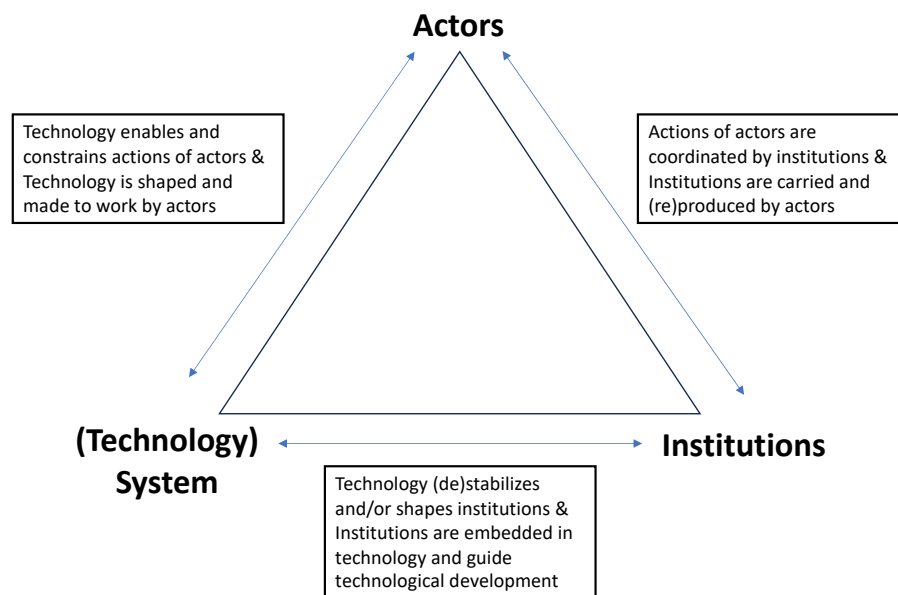 Actors
Technology enables and
constrains actions of actors &
Technology is shaped and
made to work by actors
Actions of actors are
coordinated by institutions &
Institutions are carried and
(re)produced by actors
(Technology)
System
Institutions
Technology (de)stabilizes
and/or shapes institutions &
Institutions are embedded in
technology and guide
technological development